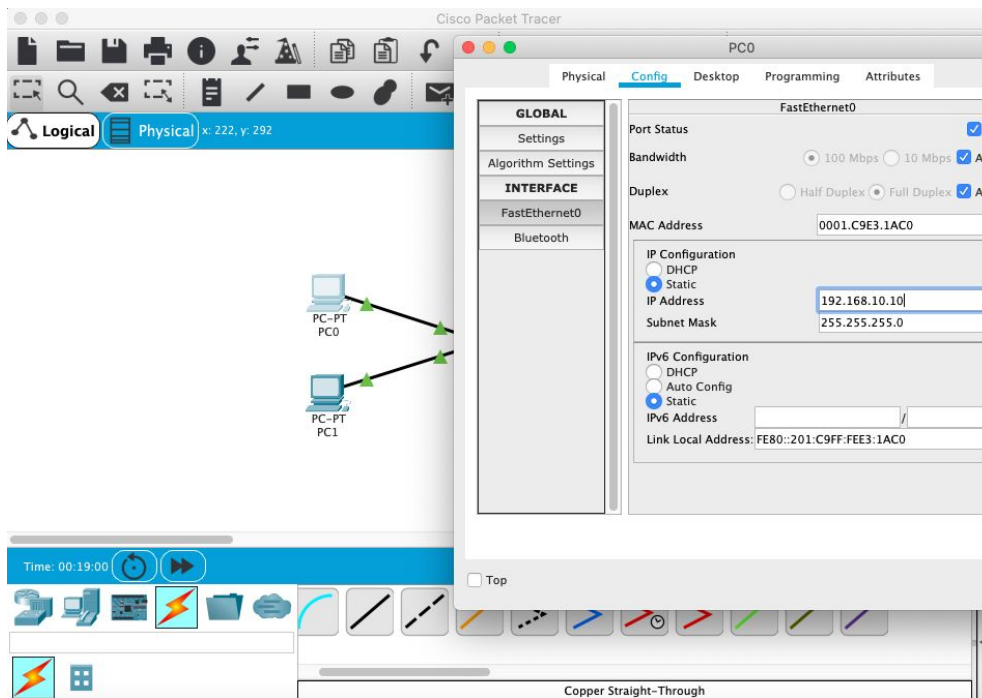 Cisco Packet Tracer
Logical
Physical x: 222, y: 292
PC-PT
PC0
PC-PT
PC1
Time: 00:19:00
Copper Straight-Through
PC0
Physical Config Desktop Programming Attributes
GLOBAL
Settings
Algorithm Settings
INTERFACE
FastEthernet0
Bluetooth
FastEthernet0
Port Status
Bandwidth 100 Mbps 10 Mbps A
Duplex Half Duplex Full Duplex A
MAC Address 0001.C9E3.1AC0
IP Configuration
DHCP
Static
IP Address 192.168.10.10
Subnet Mask 255.255.255.0
IPv6 Configuration
DHCP
Auto Config
Static
IPv6 Address /
Link Local Address: FE80::201:C9FF:FEE3:1AC0
Top